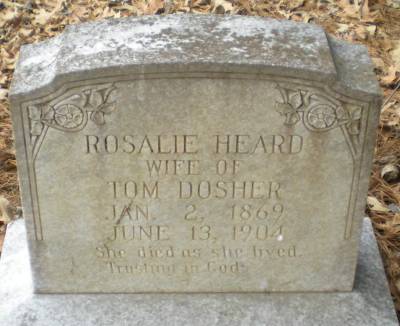 ROSALIE HEARD
WIFE OF
TOM DOSHER
JAN. 2, 1869
JUNE 13, 1904
She died as she lived.
Trusting in God.